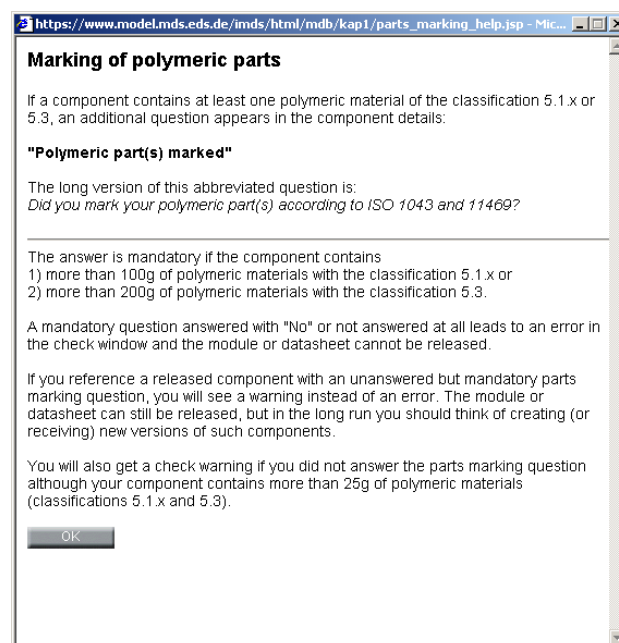 https://www.model.mds.eds.de/imds/html/mdb/kap1/parts_marking_help.jsp - Mic...
Marking of polymeric parts
If a component contains at least one polymeric material of the classification 5.1.x or
5.3, an additional question appears in the component details:
"Polymeric part(s) marked"
The long version of this abbreviated question is:
Did you mark your polymeric part(s) according to ISO 1043 and 11469?
The answer is mandatory if the component contains
1) more than 100g of polymeric materials with the classification 5.1.x or
2) more than 200g of polymeric materials with the classification 5.3.
A mandatory question answered with "No" or not answered at all leads to an error in
the check window and the module or datasheet cannot be released.
If you reference a released component with an unanswered but mandatory parts
marking question, you will see a warning instead of an error. The module or
datasheet can still be released, but in the long run you should think of creating (or
receiving) new versions of such components.
You will also get a check warning if you did not answer the parts marking question
although your component contains more than 25g of polymeric materials
(classifications 5.1.x and 5.3).
OK